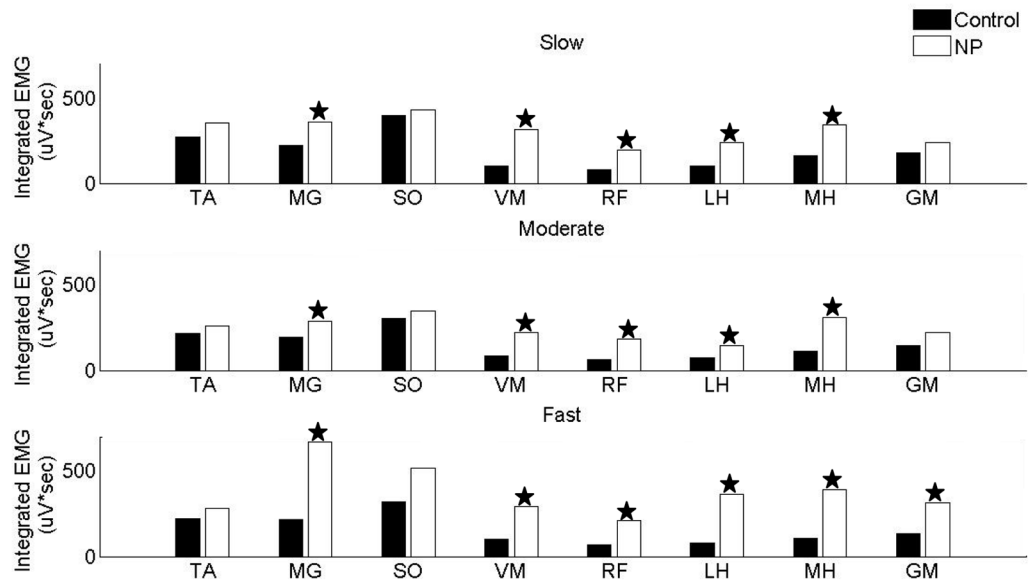 Control
NP
Slow
Integrated EMG
(uV*sec)
500
0
TA MG SO VM RF LH MH GM
Moderate
Integrated EMG
(uV*sec)
500
0
TA MG SO VM RF LH MH GM
Fast
Integrated EMG
(uV*sec)
500
0
TA MG SO VM RF LH MH GM